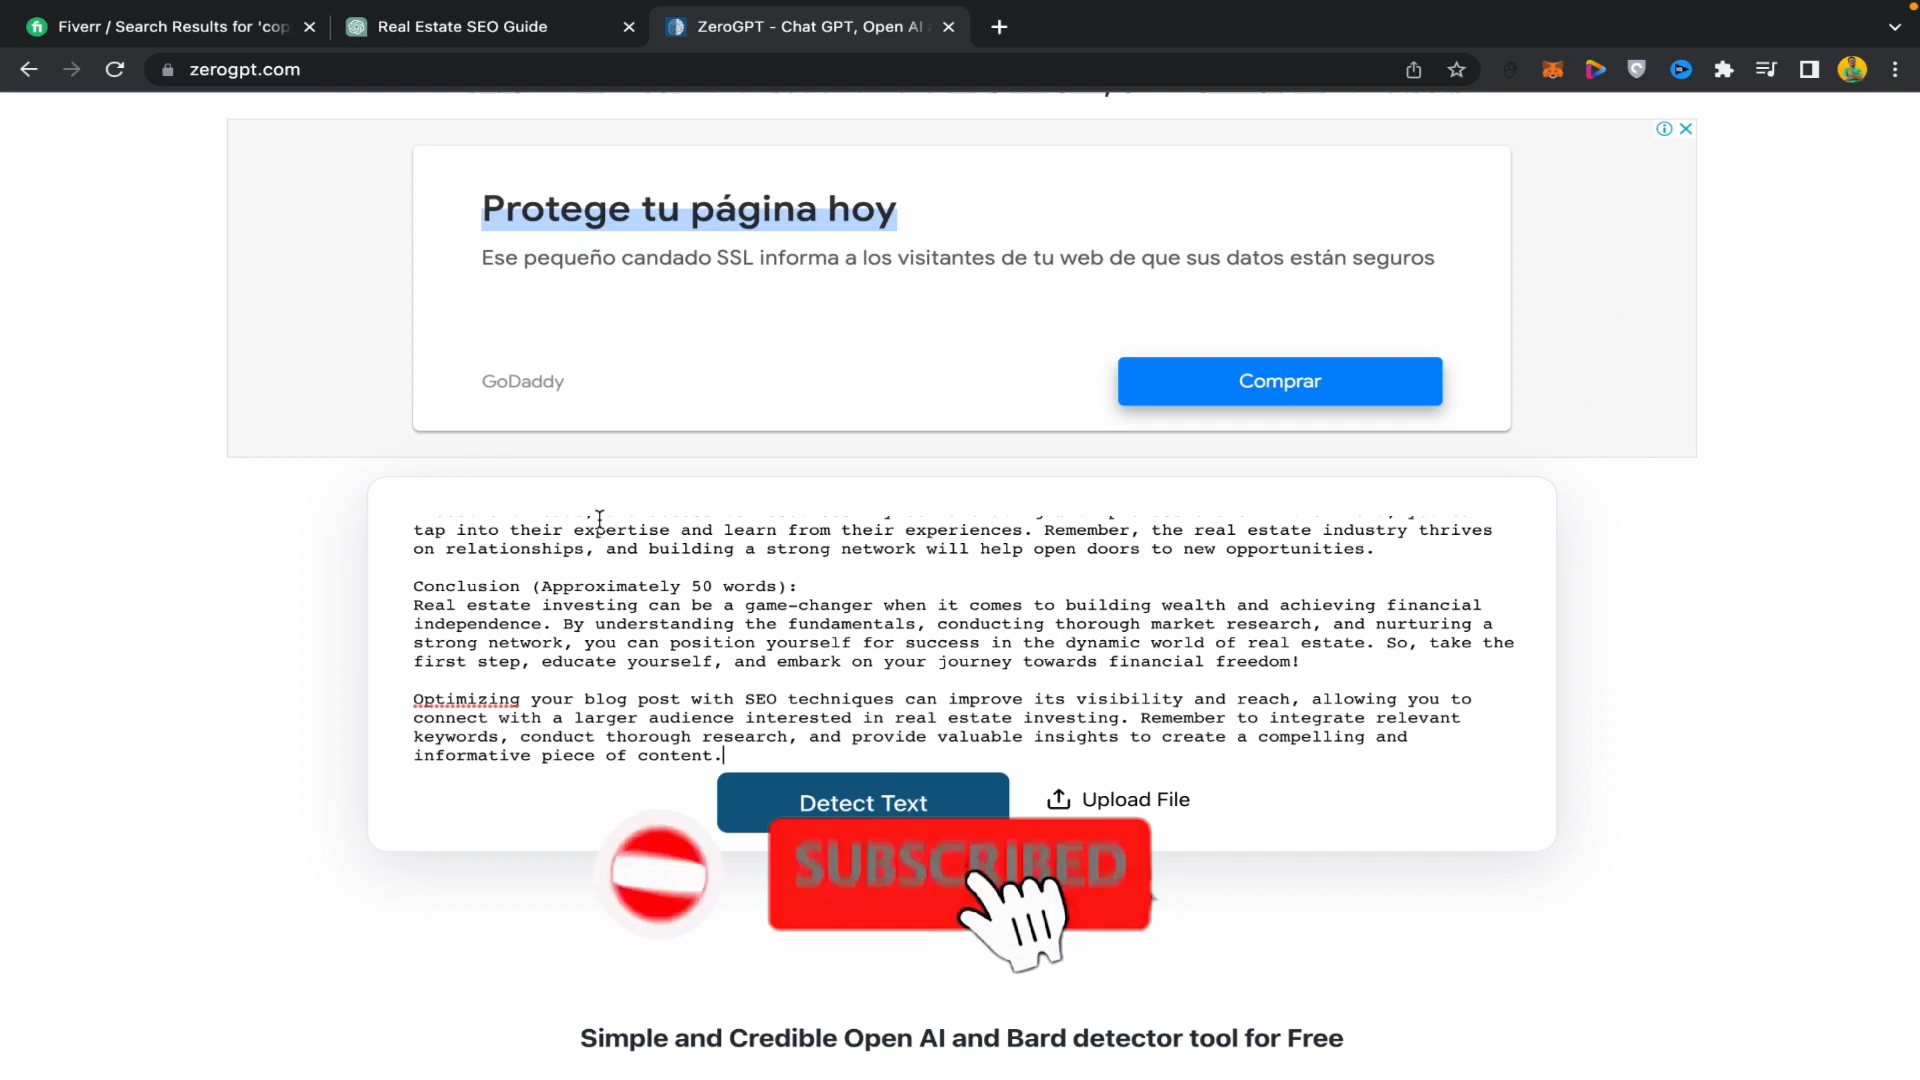 Fiverr / Search Results for 'cop
Real Estate SEO Guide
ZeroGPT - Chat GPT, Open AI
zerogpt.com
Protege tu página hoy
Ese pequeño candado SSL informa a los visitantes de tu web de que sus datos están seguros
GoDaddy
Comprar
tap into their expertise and learn from their experiences. Remember, the real estate industry thrives
on relationships, and building a strong network will help open doors to new opportunities.
Conclusion (Approximately 50 words):
Real estate investing can be a game-changer when it comes to building wealth and achieving financial
independence. By understanding the fundamentals, conducting thorough market research, and nurturing a
strong network, you can position yourself for success in the dynamic world of real estate. So, take the
first step, educate yourself, and embark on your journey towards financial freedom!
Optimizing your blog post with SEO techniques can improve its visibility and reach, allowing you to
connect with a larger audience interested in real estate investing. Remember to integrate relevant
keywords, conduct thorough research, and provide valuable insights to create a compelling and
informative piece of content.
Detect Text
Upload File
SUBSCRIBED
Simple and Credible Open AI and Bard detector tool for Free